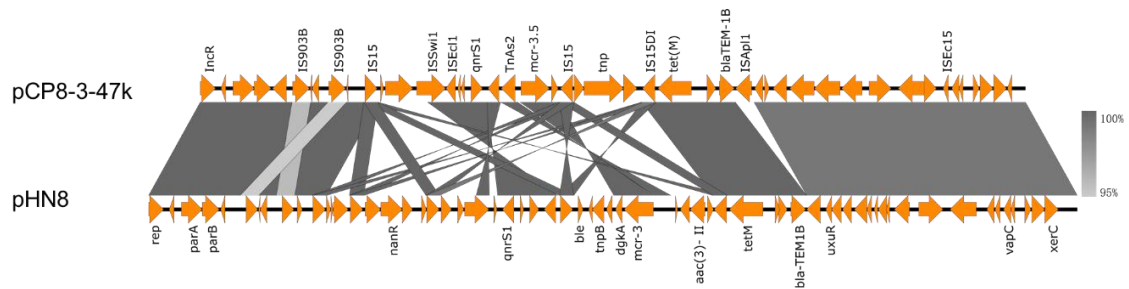 IncR IS903B IS903B IS15 ISSwi1 ISEcl1 qnrS1 TnAs2 mcr-3.5 IS15 tnp IS15DI tet(M) blaTEM-1B ISApl1 ISEc15
pCP8-3-47k
100%
95%
pHN8
rep parA parB nanR qnrS1 ble tnpB dgkA mcr-3 aac(3)- II tetM bla-TEM1B uxuR vapC xerC